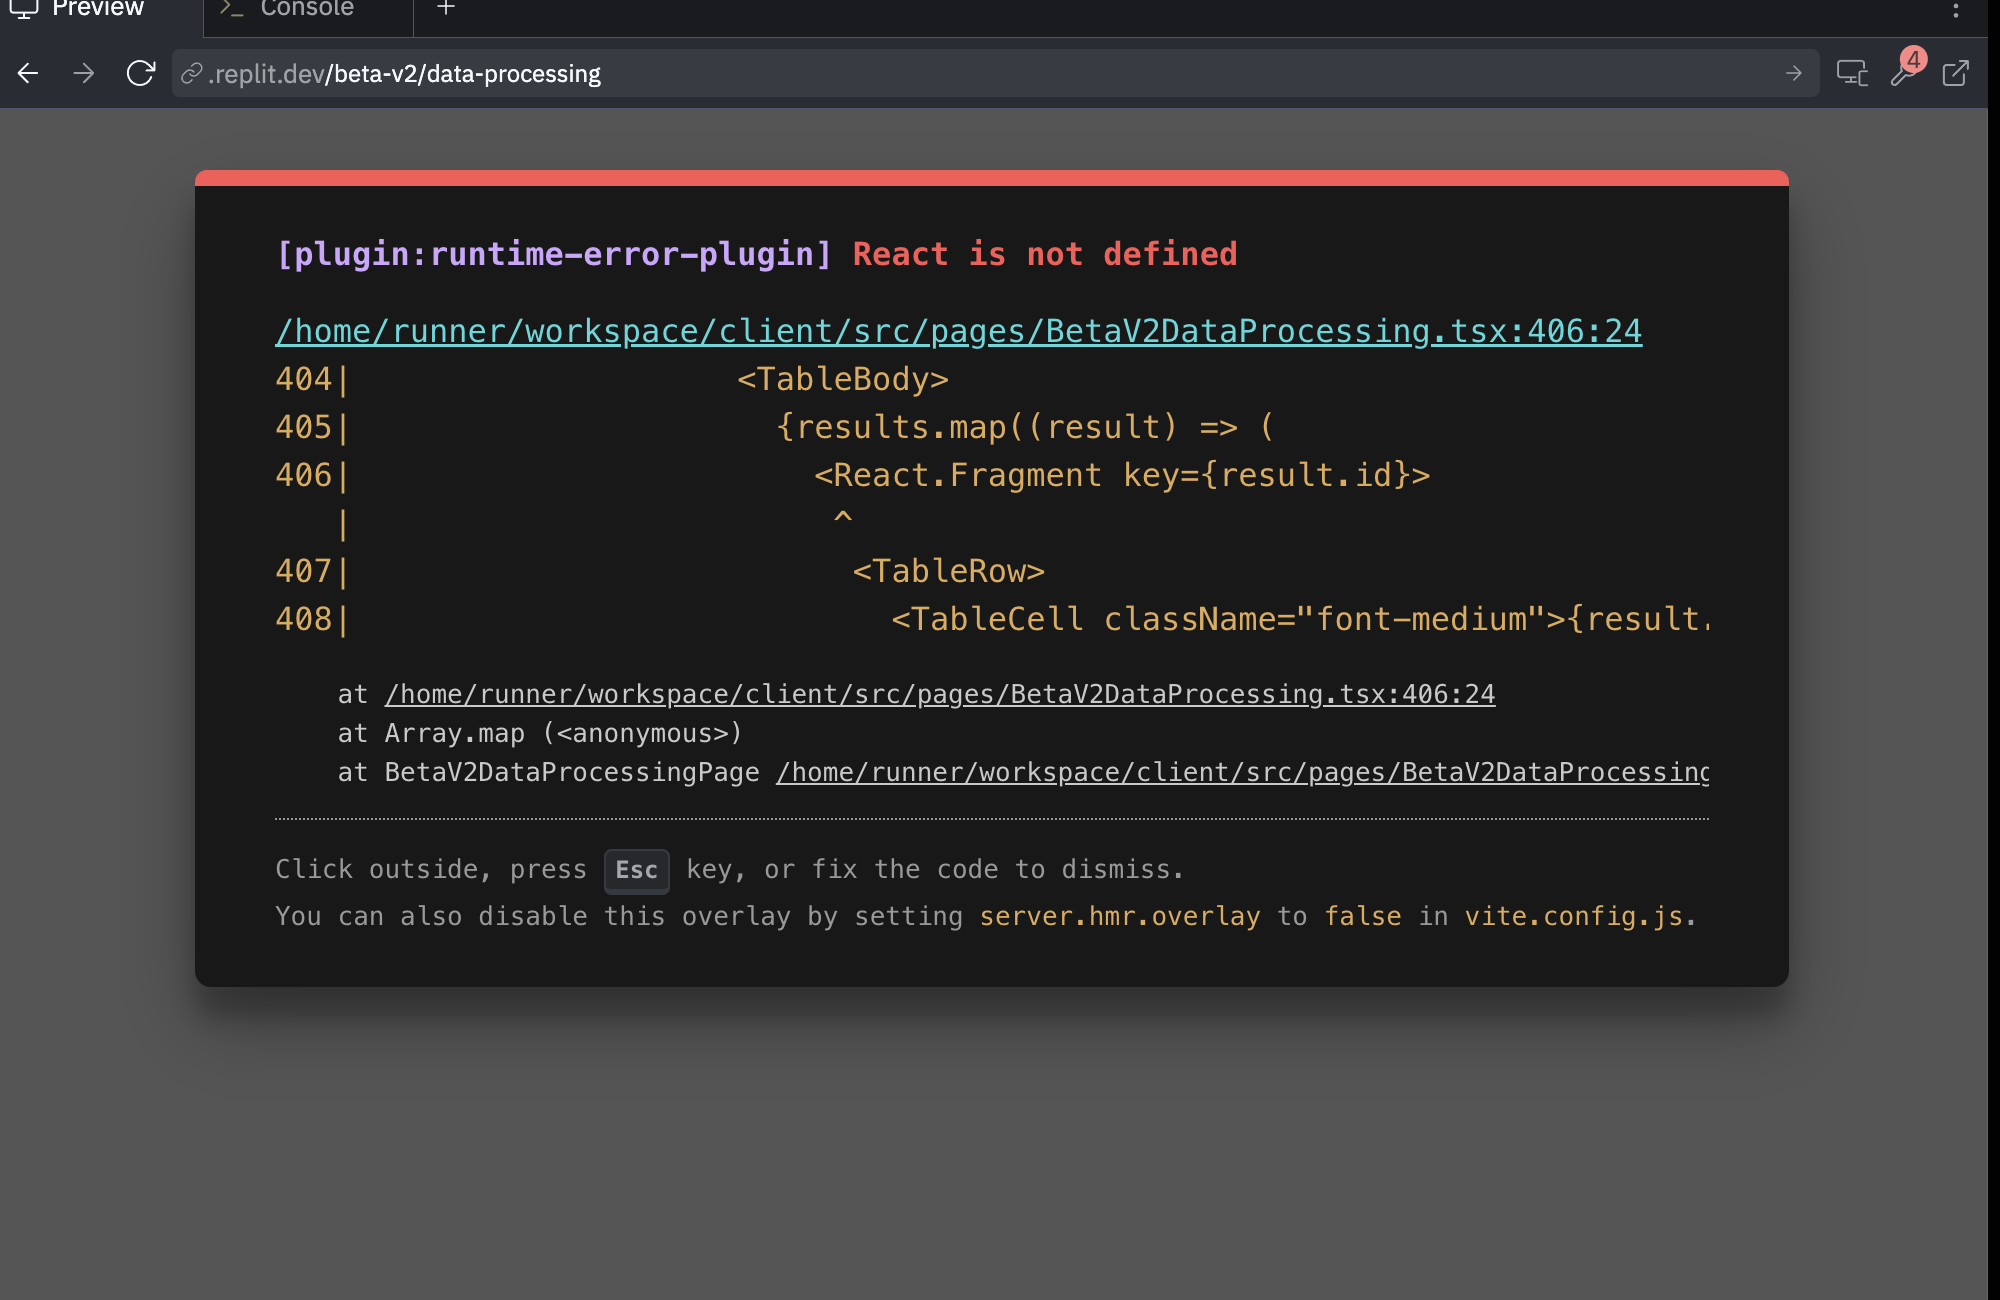 Preview
Console
.replit.dev/beta-v2/data-processing
4
[plugin:runtime-error-plugin] React is not defined
/home/runner/workspace/client/src/pages/BetaV2DataProcessing.tsx:406:24
404|                    <TableBody>
405|                      {results.map((result) => (
406|                        <React.Fragment key={result.id}>
   |                         ^
407|                          <TableRow>
408|                            <TableCell className="font-medium">{result.
at /home/runner/workspace/client/src/pages/BetaV2DataProcessing.tsx:406:24
at Array.map (<anonymous>)
at BetaV2DataProcessingPage /home/runner/workspace/client/src/pages/BetaV2DataProcessing
Click outside, press Esc key, or fix the code to dismiss.
You can also disable this overlay by setting server.hmr.overlay to false in vite.config.js.